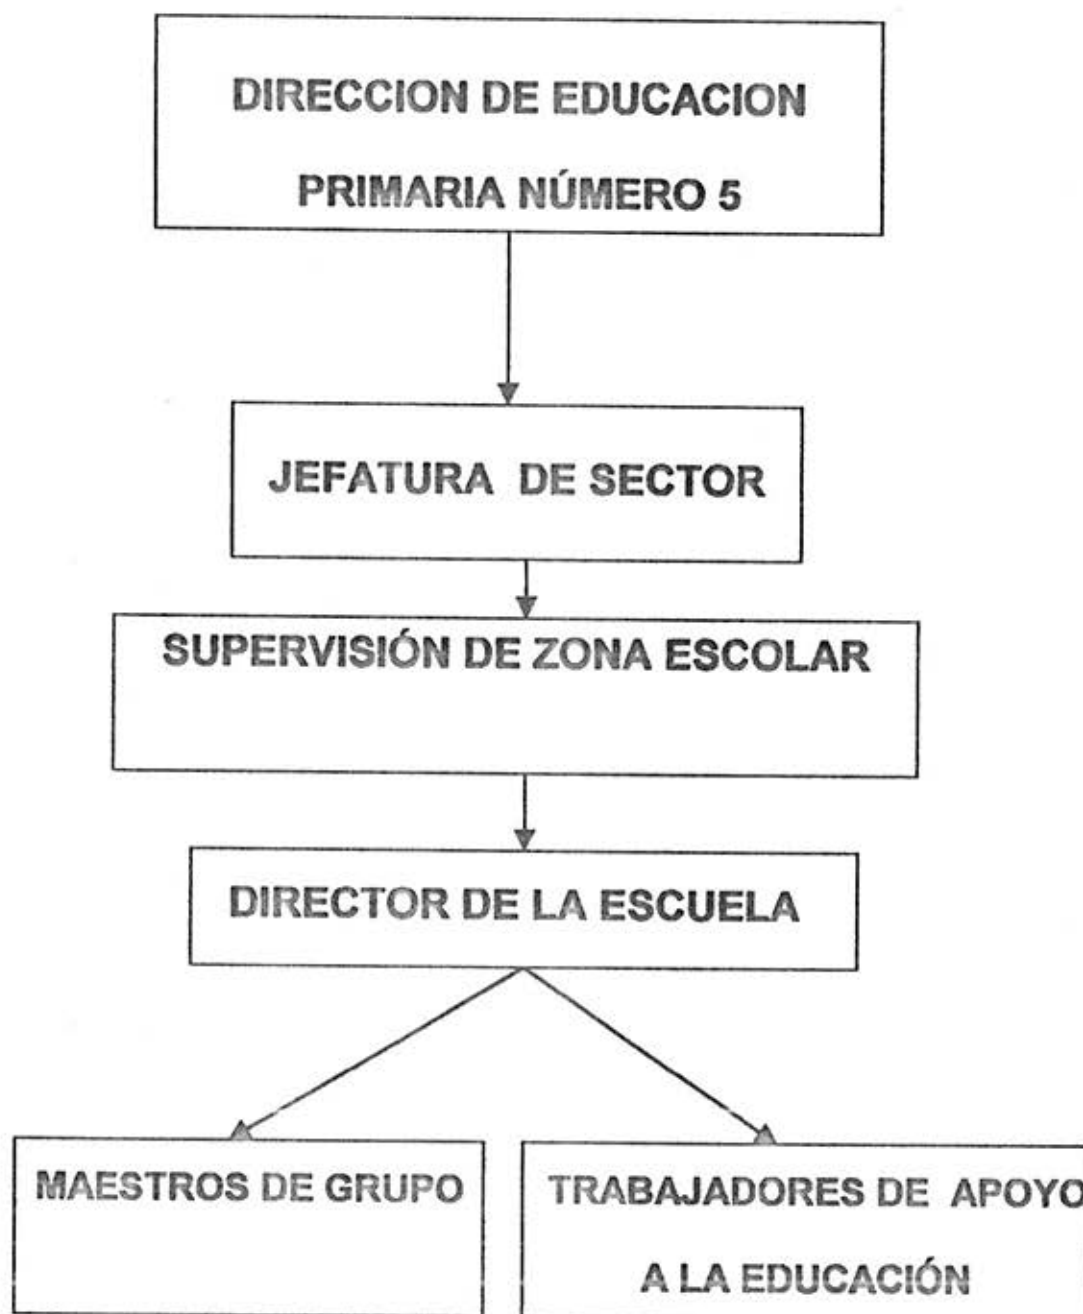 DIRECCION DE EDUCACION
PRIMARIA NÚMERO 5
JEFATURA DE SECTOR
SUPERVISIÓN DE ZONA ESCOLAR
DIRECTOR DE LA ESCUELA
MAESTROS DE GRUPO
TRABAJADORES DE APOYO
A LA EDUCACIÓN